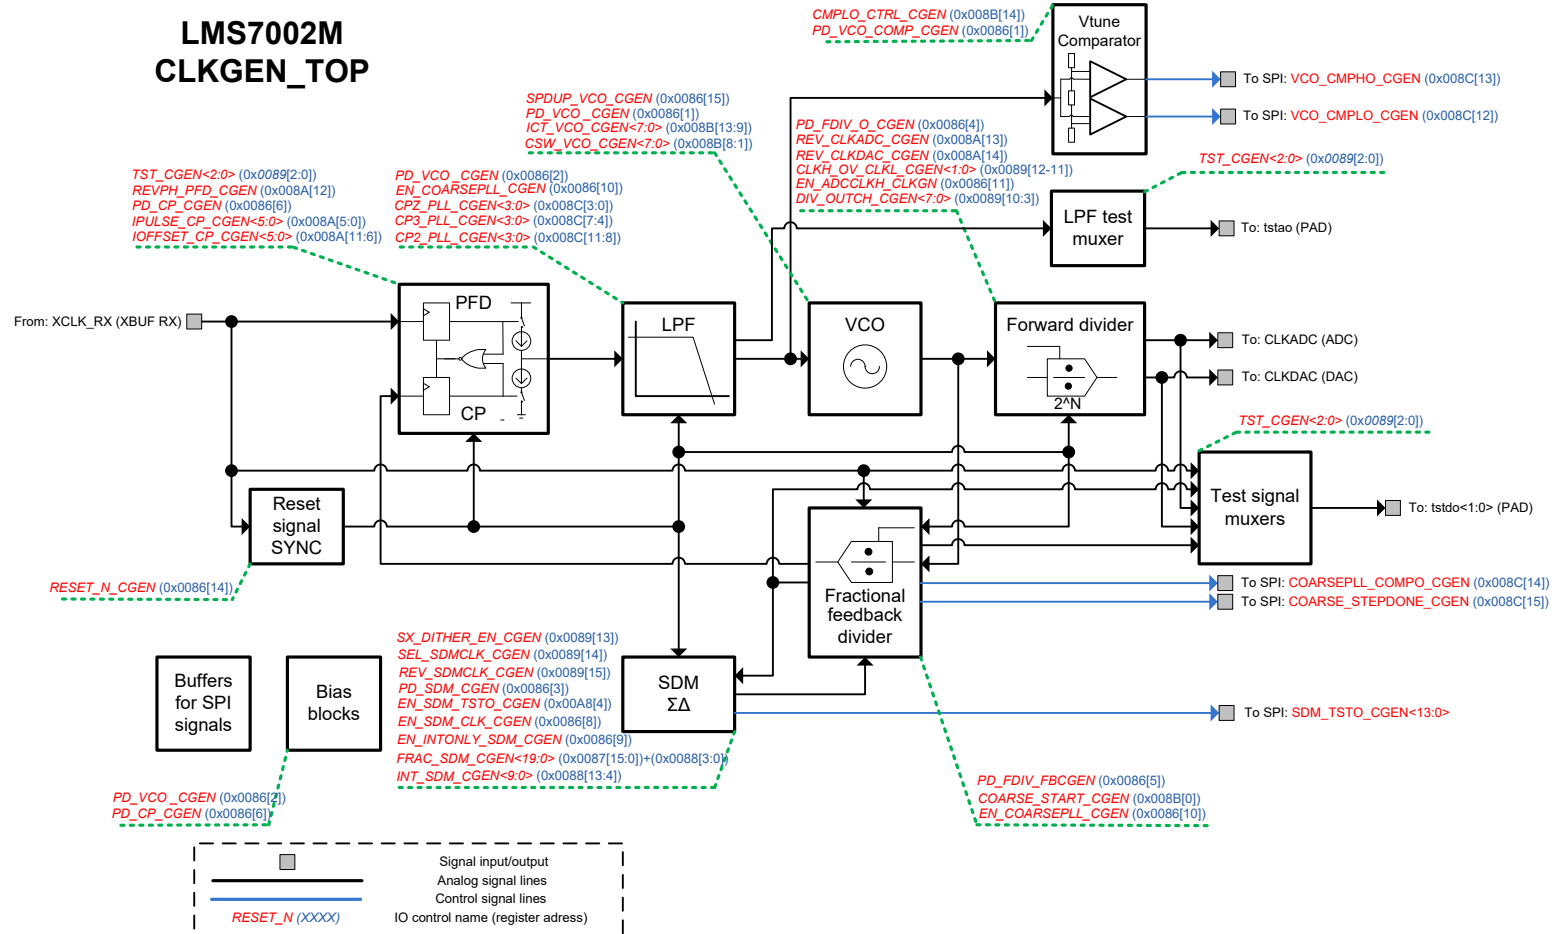 LMS7002M
CLKGEN_TOP
CMPLO_CTRL_CGEN (0x008B[14])
PD_VCO_COMP_CGEN (0x0086[1])
Vtune
Comparator
To SPI: VCO_CMPHO_CGEN (0x008C[13])
To SPI: VCO_CMPLO_CGEN (0x008C[12])
SPDUP_VCO_CGEN (0x0086[15])
PD_VCO_CGEN (0x0086[1])
ICT_VCO_CGEN<7:0> (0x008B[13:9])
CSW_VCO_CGEN<7:0> (0x008B[8:1])
PD_FDIV_O_CGEN (0x0086[4])
REV_CLKADC_CGEN (0x008A[13])
REV_CLKDAC_CGEN (0x008A[14])
CLKH_OV_CLKL_CGEN<1:0> (0x0089[12-11])
EN_ADCCLKH_CLKGN (0x0086[11])
DIV_OUTCH_CGEN<7:0> (0x0089[10:3])
TST_CGEN<2:0> (0x0089[2:0])
TST_CGEN<2:0> (0x0089[2:0])
REVPH_PFD_CGEN (0x008A[12])
PD_CP_CGEN (0x0086[6])
IPULSE_CP_CGEN<5:0> (0x008A[5:0])
IOFFSET_CP_CGEN<5:0> (0x008A[11:6])
PD_VCO_CGEN (0x0086[2])
EN_COARSEPLL_CGEN (0x0086[10])
CPZ_PLL_CGEN<3:0> (0x008C[3:0])
CP3_PLL_CGEN<3:0> (0x008C[7:4])
CP2_PLL_CGEN<3:0> (0x008C[11:8])
LPF test
muxer
To: tstao (PAD)
From: XCLK_RX (XBUF RX)
PFD
CP
LPF
VCO
Forward divider
2^N
To: CLKADC (ADC)
To: CLKDAC (DAC)
TST_CGEN<2:0> (0x0089[2:0])
Reset
signal
SYNC
Test signal
muxers
To: tstdo<1:0> (PAD)
RESET_N_CGEN (0x0086[14])
Fractional
feedback
divider
To SPI: COARSEPLL_COMPO_CGEN (0x008C[14])
To SPI: COARSE_STEPDONE_CGEN (0x008C[15])
Buffers
for SPI
signals
Bias
blocks
SX_DITHER_EN_CGEN (0x0089[13])
SEL_SDMCLK_CGEN (0x0089[14])
REV_SDMCLK_CGEN (0x0089[15])
PD_SDM_CGEN (0x0086[3])
EN_SDM_TSTO_CGEN (0x00A8[4])
EN_SDM_CLK_CGEN (0x0086[8])
EN_INTONLY_SDM_CGEN (0x0086[9])
FRAC_SDM_CGEN<19:0> (0x0087[15:0])+(0x0088[3:0])
INT_SDM_CGEN<9:0> (0x0088[13:4])
SDM
ΣΔ
To SPI: SDM_TSTO_CGEN<13:0>
PD_VCO _CGEN (0x0086[2])
PD_CP_CGEN (0x0086[6])
PD_FDIV_FBCGEN (0x0086[5])
COARSE_START_CGEN (0x008B[0])
EN_COARSEPLL_CGEN (0x0086[10])
Signal input/output
Analog signal lines
Control signal lines
RESET_N (XXXX) IO control name (register adress)